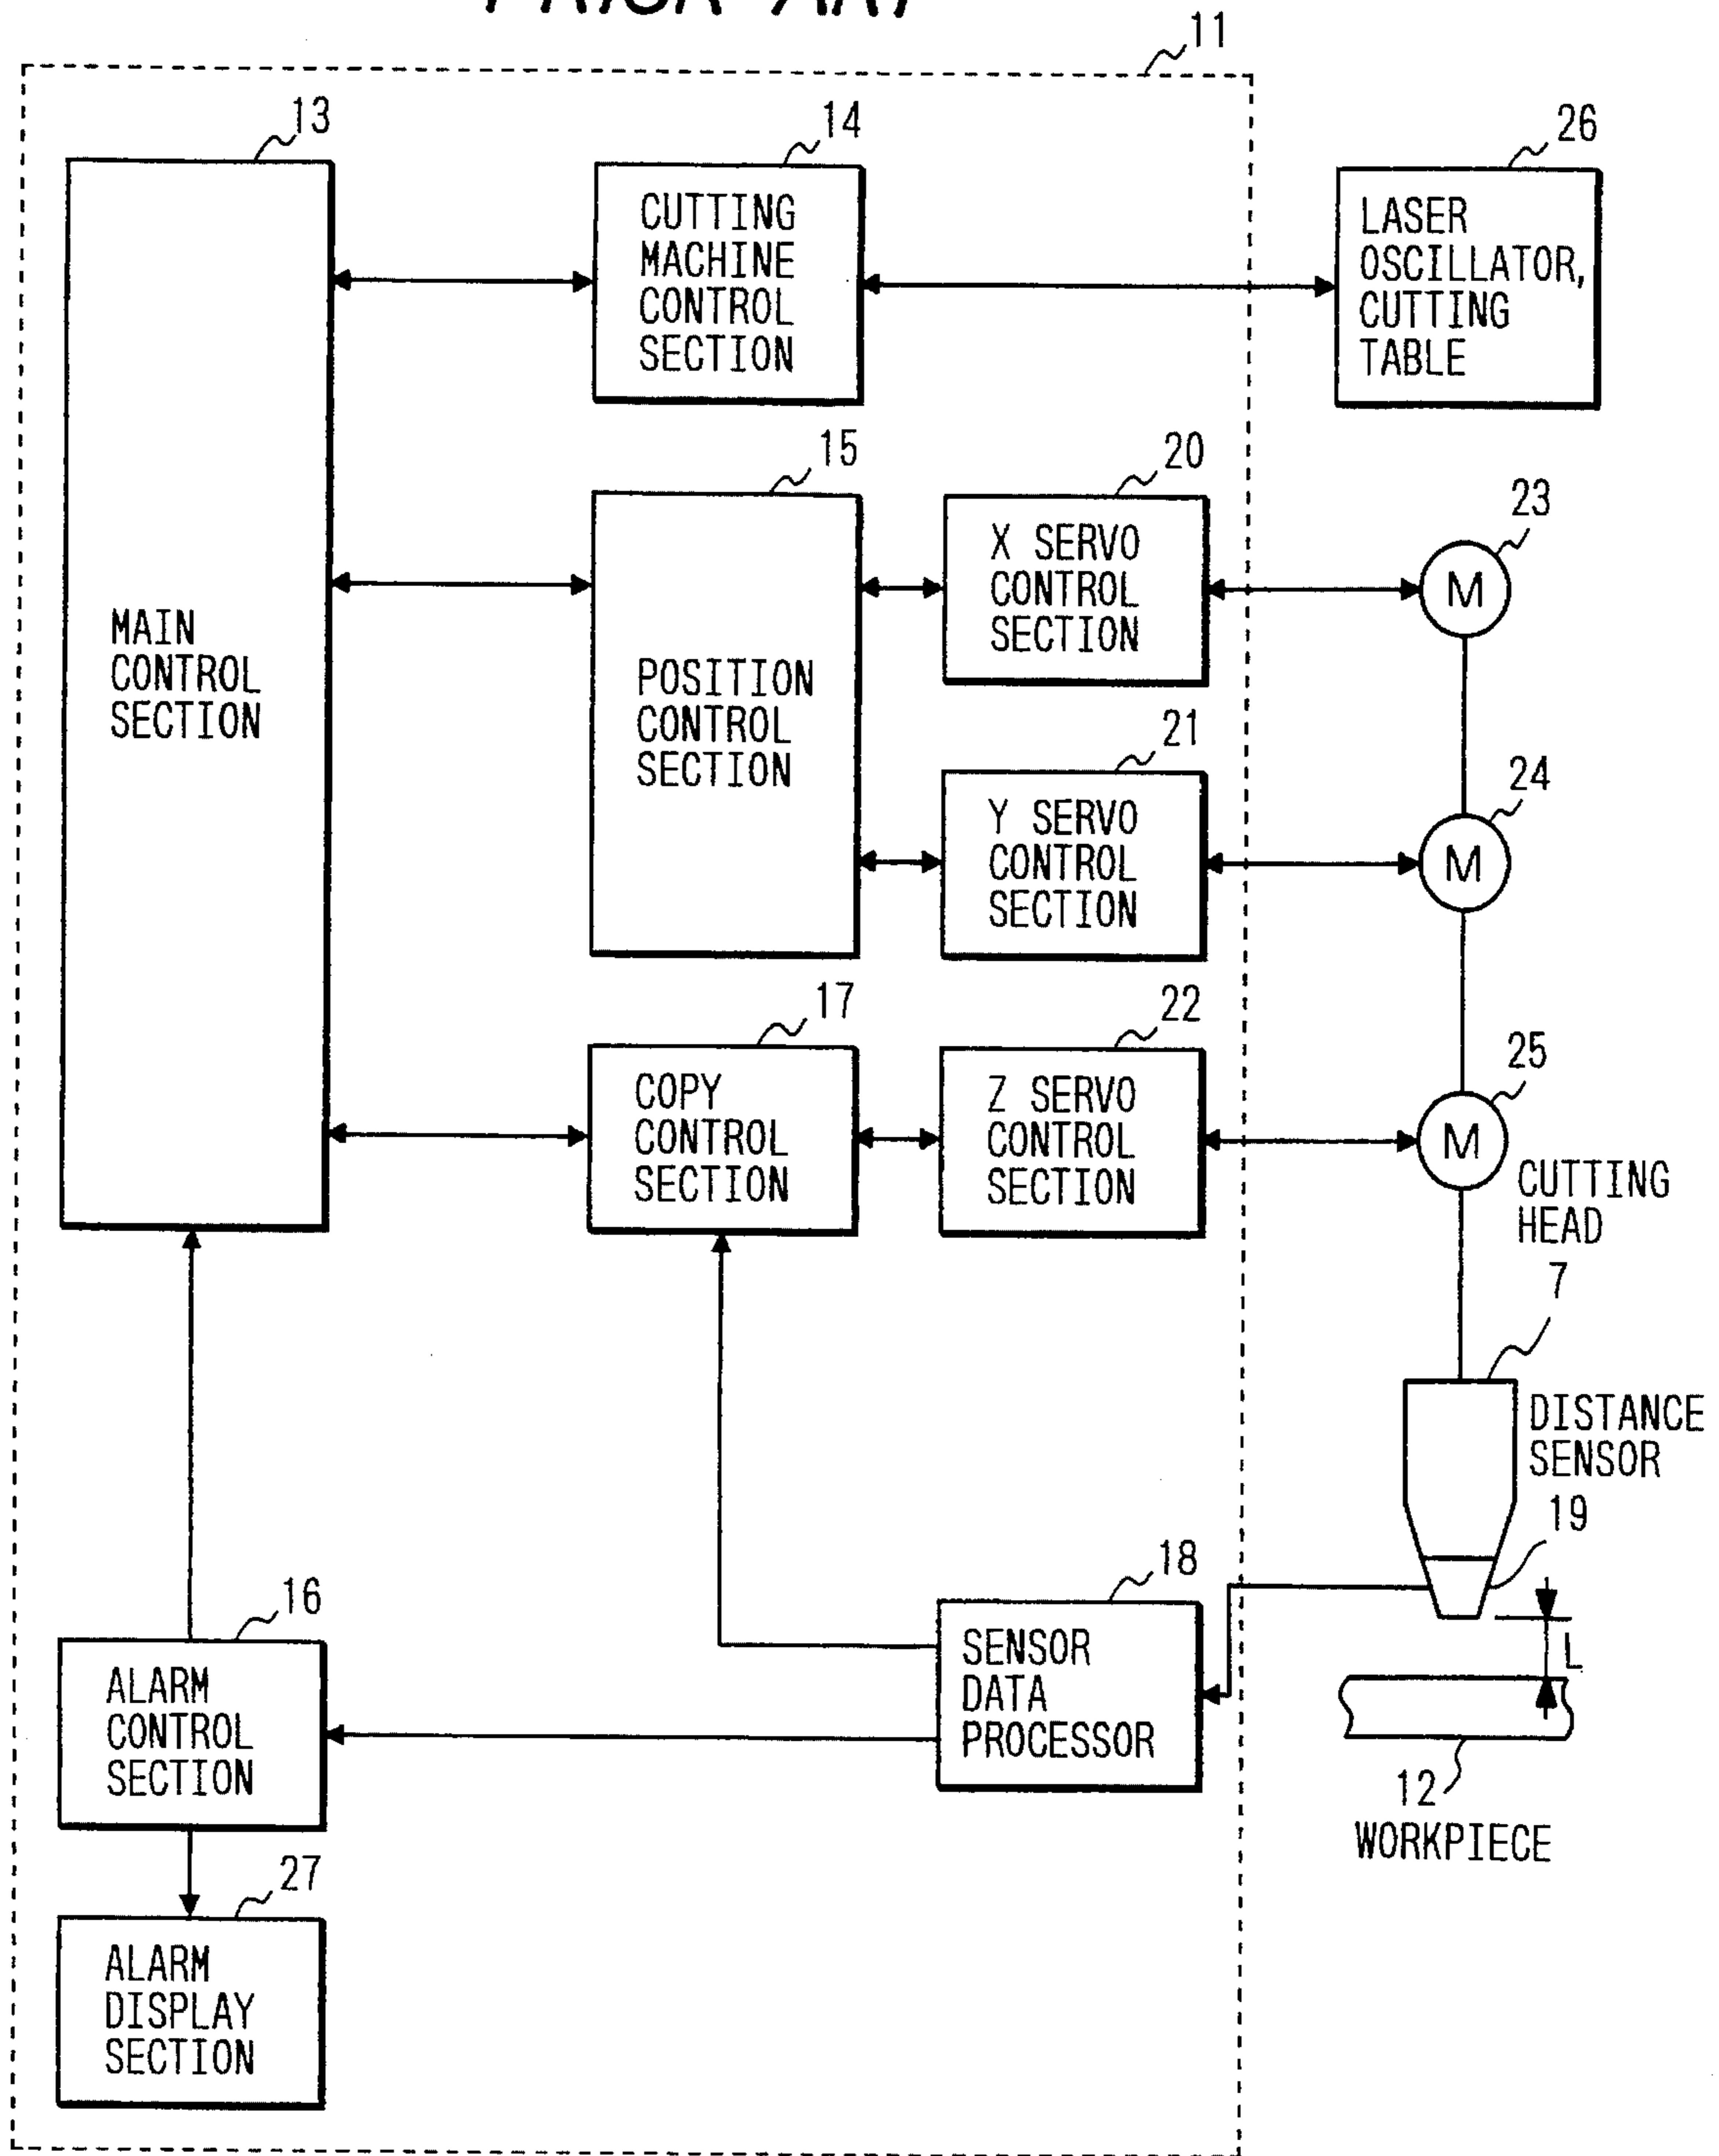 PRIOR ART
11
13
14
26
CUTTING
MACHINE
CONTROL
SECTION
LASER
OSCILLATOR,
CUTTING
TABLE
15
20
23
MAIN
CONTROL
SECTION
POSITION
CONTROL
SECTION
X SERVO
CONTROL
SECTION
M
21
24
Y SERVO
CONTROL
SECTION
M
17
22
25
COPY
CONTROL
SECTION
Z SERVO
CONTROL
SECTION
M
CUTTING
HEAD
7
DISTANCE
SENSOR
19
16
18
ALARM
CONTROL
SECTION
SENSOR
DATA
PROCESSOR
L
12
WORKPIECE
27
ALARM
DISPLAY
SECTION